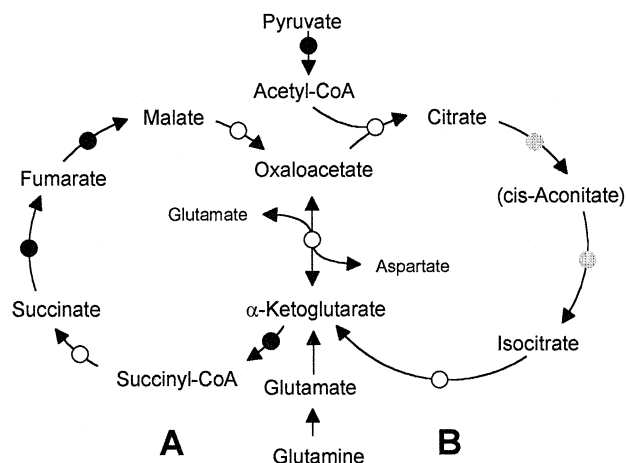 Pyruvate
Acetyl-CoA
Malate
Citrate
Oxaloacetate
Fumarate
(cis-Aconitate)
Glutamate
Aspartate
Succinate
α-Ketoglutarate
Isocitrate
Succinyl-CoA
Glutamate
A
B
Glutamine